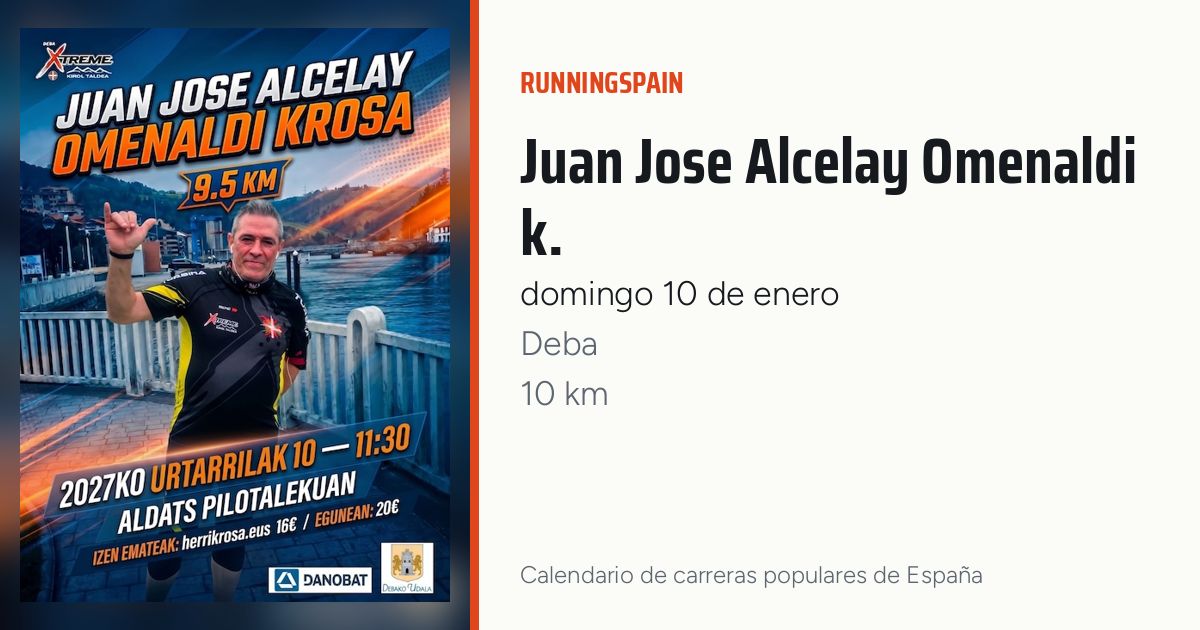 DEBA
XTREME
KIROL TALDEA
JUAN JOSE ALCELAY
OMENALDI KROSA
9.5 KM
XTREME
2027KO URTARRILAK 10 — 11:30
ALDATS PILOTALEKUAN
IZEN EMATEAK: herrikrosa.eus 16€ / EGUNEAN: 20€
DANOBAT
DEBAKO UDALA
RUNNINGSPAIN
Juan Jose Alcelay Omenaldi
k.
domingo 10 de enero
Deba
10 km
Calendario de carreras populares de España